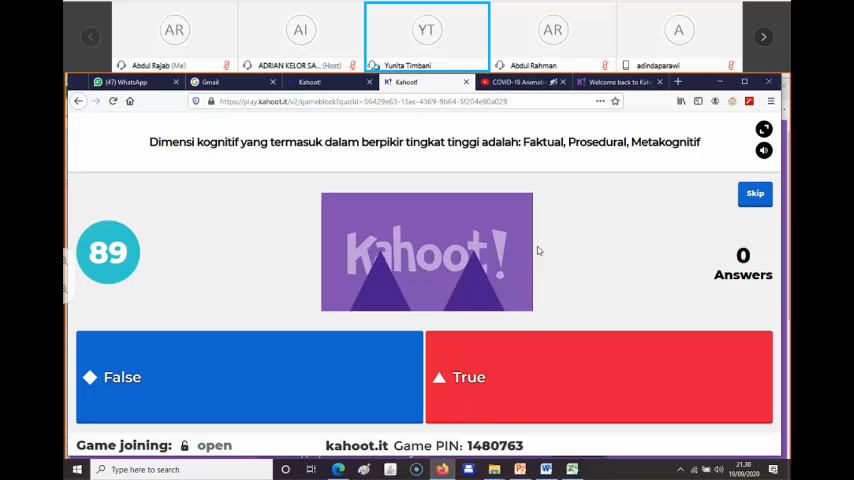 AR
AI
YT
AR
A
Abdul Rajab (Me)
ADRIAN KELOR SA... (Host)
Yunita Timbani
Abdul Rahman
adindaparawi
(47) WhatsApp
Gmail
Kahoot!
K! Kahoot!
COVID-19 Animati
K! Welcome back to Kah
https://play.kahoot.it/v2/gameblock?quizId=56429e63-15ec-4369-9b64-5f204e90a029
Dimensi kognitif yang termasuk dalam berpikir tingkat tinggi adalah: Faktual, Prosedural, Metakognitif
Skip
89
Kahoot!
0
Answers
False
True
Game joining: open
kahoot.it Game PIN: 1480763
Type here to search
21.30
19/09/2020